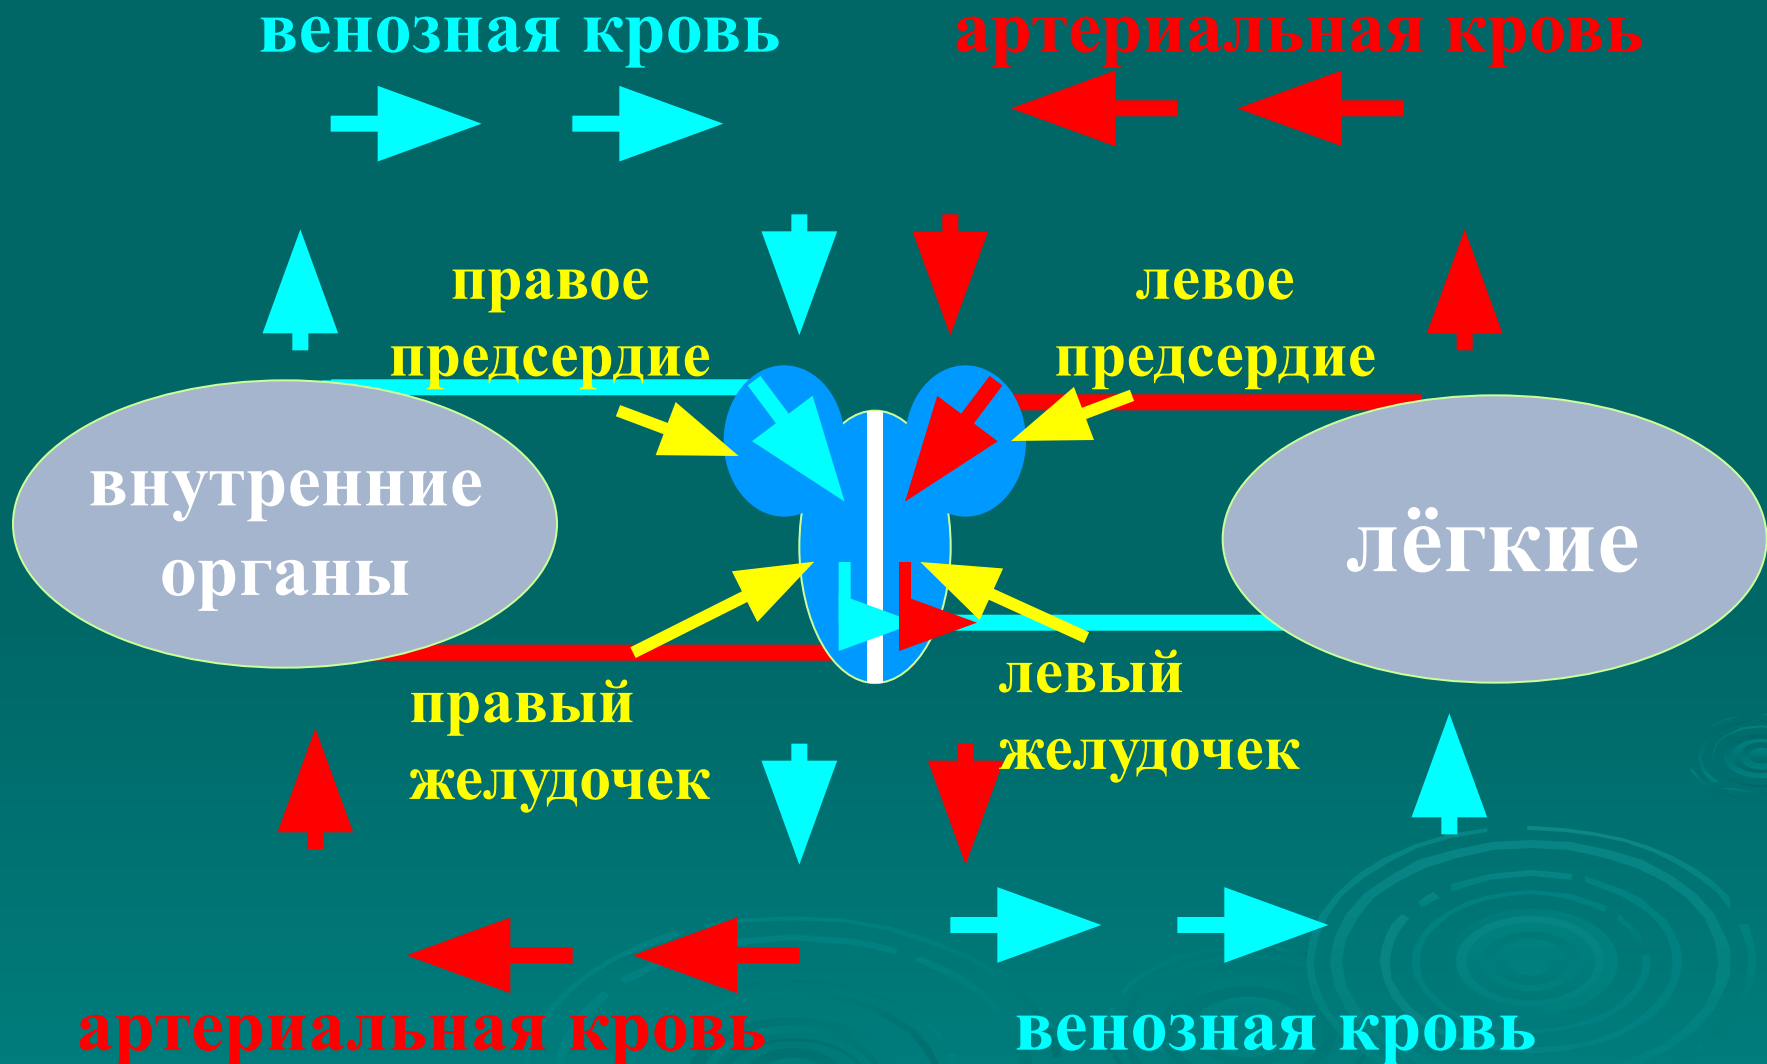 венозная кровь
артериальная кровь
правое
предсердие
левое
предсердие
внутренние
органы
лёгкие
правый
желудочек
левый
желудочек
артериальная кровь
венозная кровь